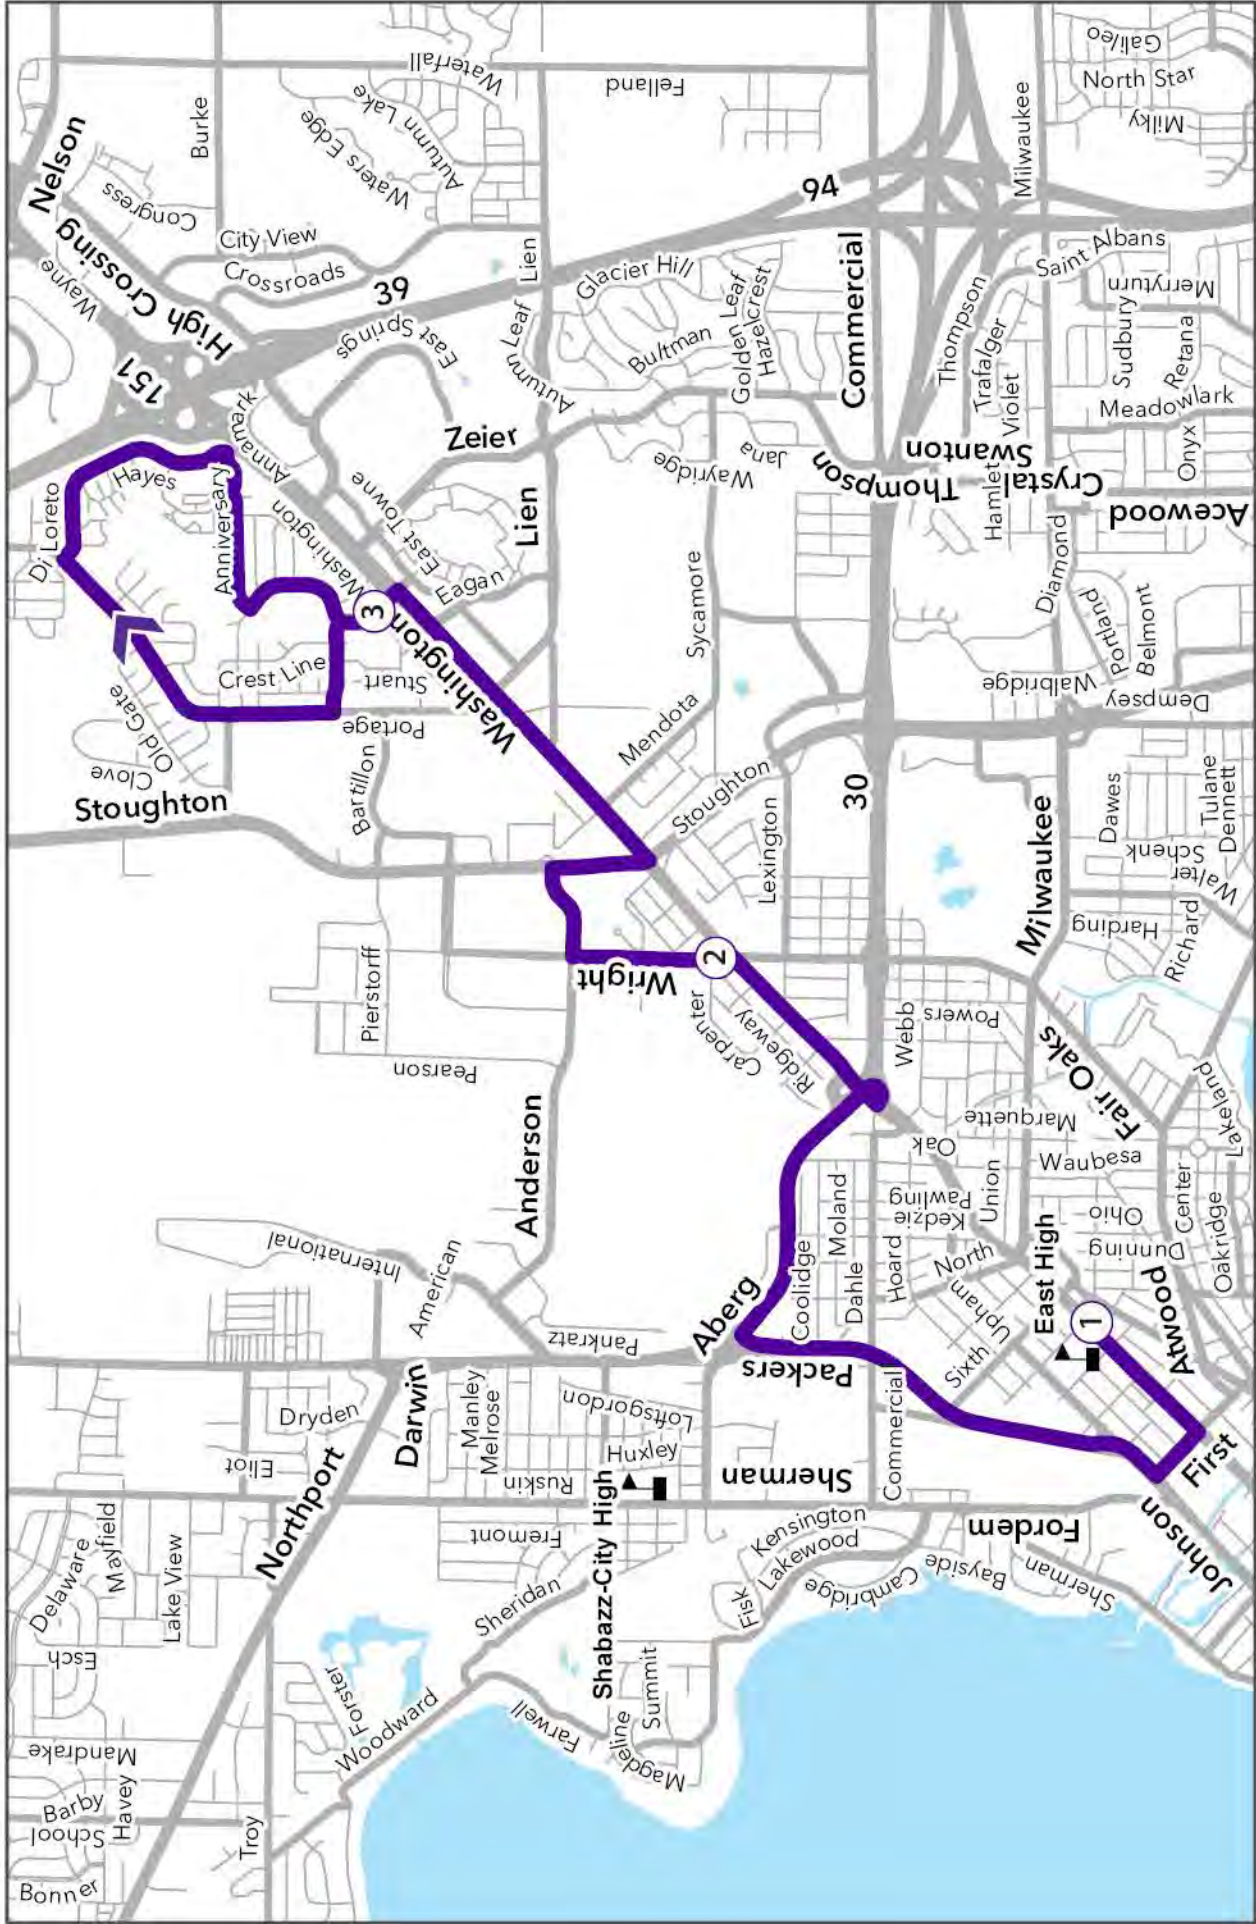 Galileo
North Star
Milky
Milwaukee
Felland
Waterfall
Autumn Lake
Waters Edge
Burke
Congress
Nelson
High Crossing
Wayne
City View
Crossroads
39
94
151
Lien
Autumn Leaf
Autumn
Glacier Hill
Bultman
Golden Leaf
Hazelcrest
Commercial
Saint Albans
Merryturn
Sudbury
Retana
Meadowlark
Onyx
Thompson
Trafalgar
Violet
Hamlet
Swanton
Crystal
Acewood
East Springs
Zeier
Annamark
East Towne
Eagan
Lien
Wayridge
Jana
Thompson
Di Loreto
Hayes
Anniversary
Washington
Washington
3
Crest Line
Stuart
Portage
Old Gate
Clove
Stoughton
Bartillon
Washington
Sycamore
Mendota
Stoughton
Lexington
30
Diamond
Portland
Belmont
Walbridge
Dempsey
Milwaukee
Dawes
Tulane
Dennett
Schenk
Walter
Harding
Richard
Pierstorff
Pearson
Wright
2
Carpenter
Ridgeway
Webb
Powers
Fair Oaks
Marquette
Oak
Waubesa
Lakeland
Anderson
International
American
Pankratz
Aberg
Packers
Coolidge
Moland
Dahle
Pawling
Kedzie
Hoard
Union
North
Upham
Sixth
East High
1
Ohio
Dunning
Center
Oakridge
Atwood
First
Johnson
Darwin
Northport
Dryden
Eliot
Manley
Melrose
Loftsgordon
Huxley
Ruskin
Sherman
Commercial
Fordem
Shabazz-City High
Fremont
Sheridan
Kensington
Lakewood
Fisk
Cambridge
Bayside
Sherman
Delaware
Mayfield
Lake View
Esch
Forster
Woodward
Farwell
Summit
Magdeline
Mandrake
Barby
Havey
School
Troy
Bonner